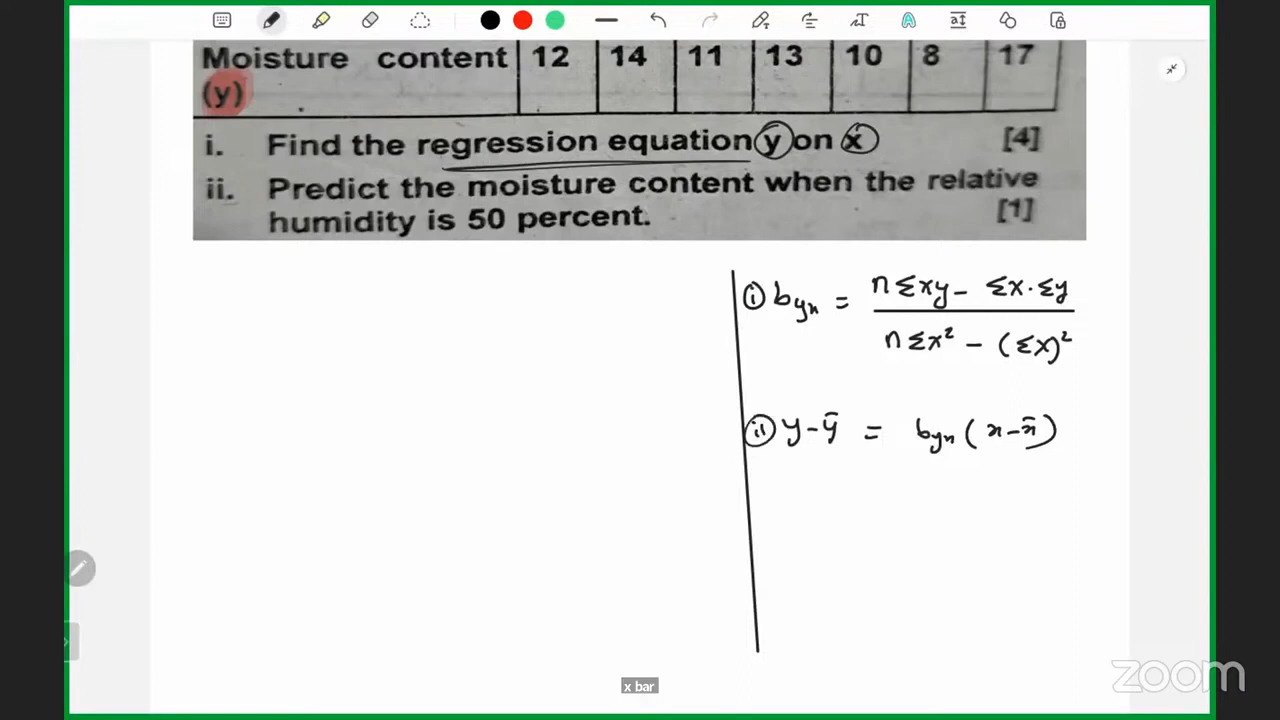 Moisture content 12 14 11 13 10 8 17
(y)
i. Find the regression equation y on x [4]
ii. Predict the moisture content when the relative
humidity is 50 percent. [1]
(i) byx = nΣxy - Σx·Σy / nΣx² - (Σx)²
(ii) y - ȳ = byx (x - x̄)
x bar
zoom